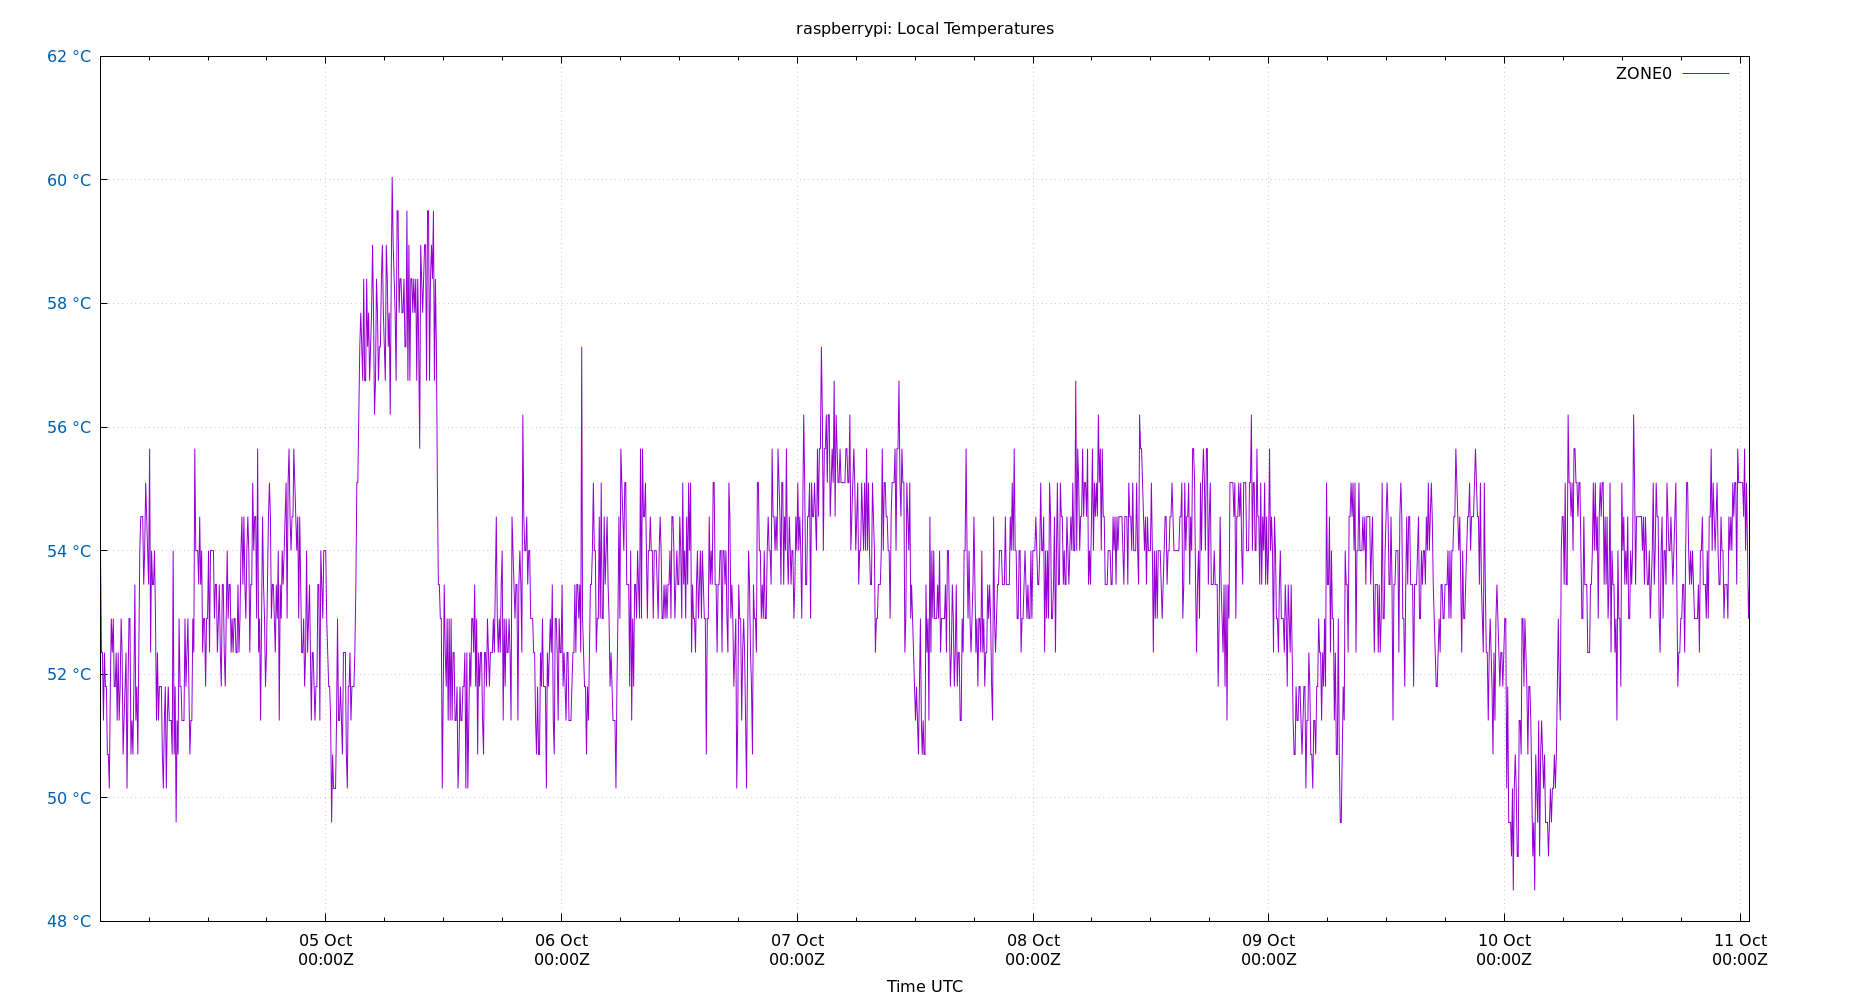 raspberrypi: Local Temperatures
62 °C
ZONE0
60 °C
58 °C
56 °C
54 °C
52 °C
50 °C
48 °C
05 Oct 06 Oct 07 Oct 08 Oct 09 Oct 10 Oct 11 Oct
00:00Z 00:00Z 00:00Z 00:00Z 00:00Z 00:00Z 00:00Z
Time UTC